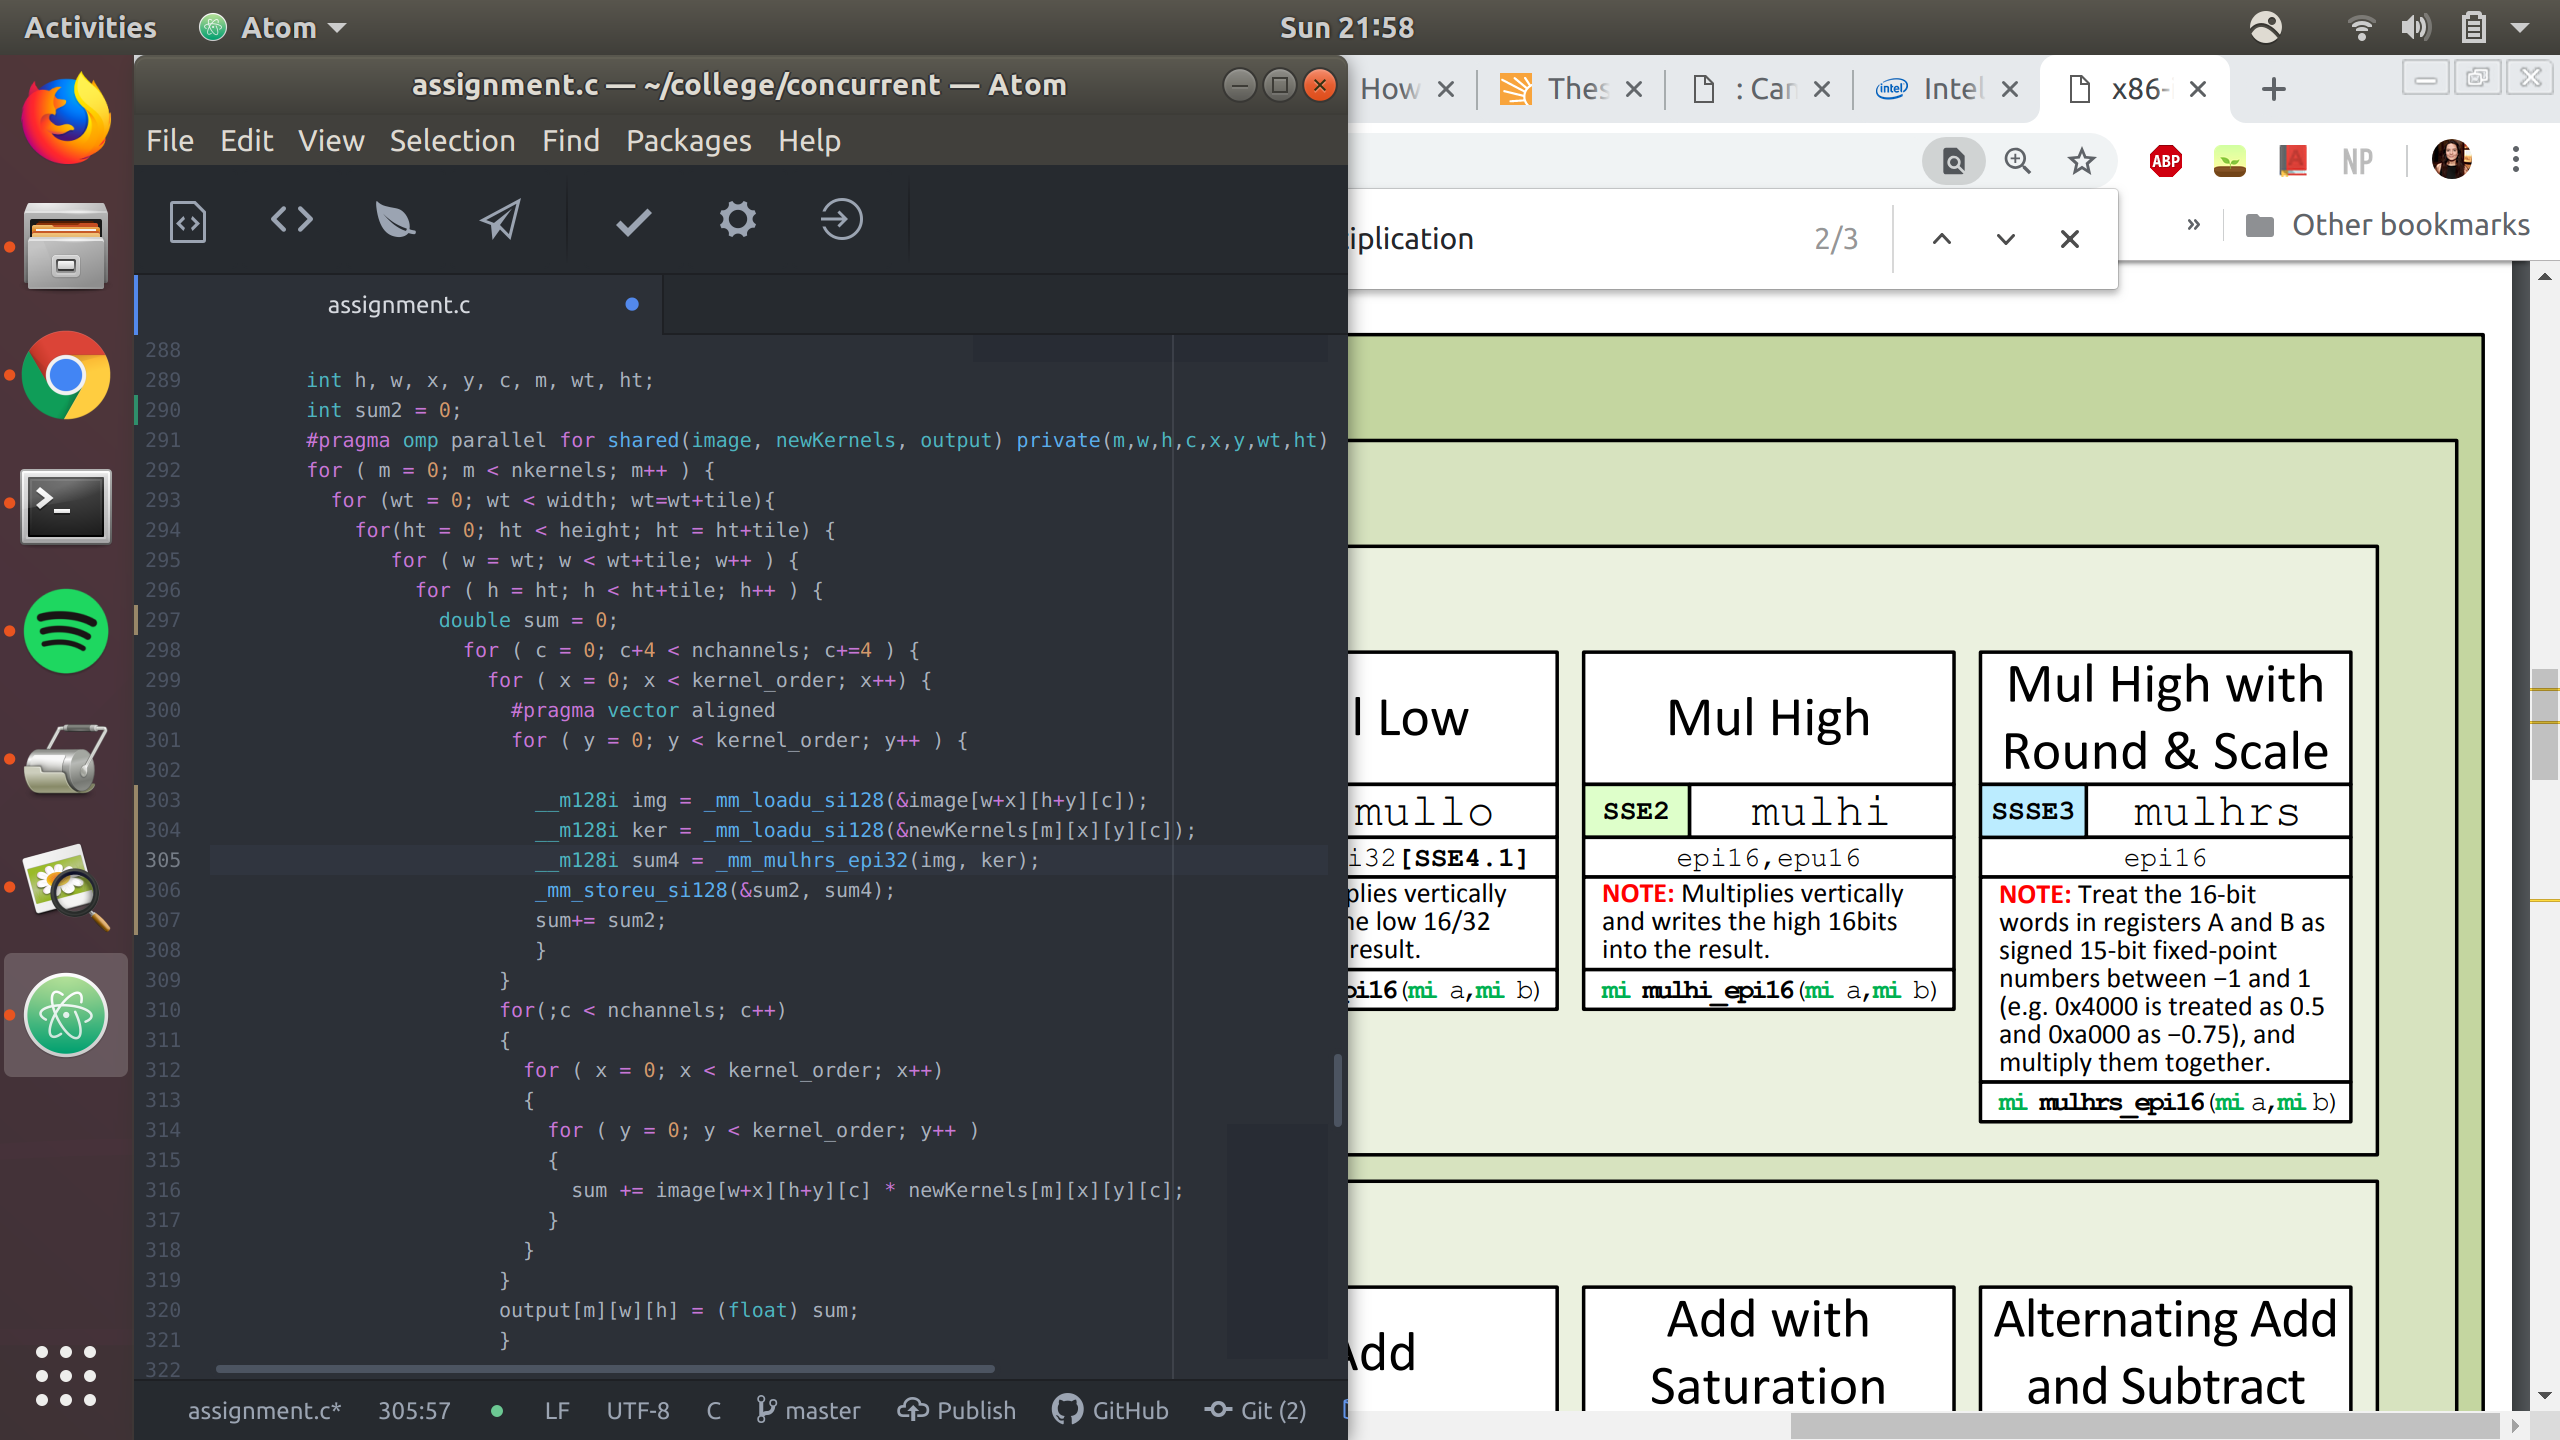 Activities
Atom
Sun 21:58
assignment.c — ~/college/concurrent — Atom
File Edit View Selection Find Packages Help
assignment.c
288
289 int h, w, x, y, c, m, wt, ht;
290 int sum2 = 0;
291 #pragma omp parallel for shared(image, newKernels, output) private(m,w,h,c,x,y,wt,ht)
292 for ( m = 0; m < nkernels; m++ ) {
293 for (wt = 0; wt < width; wt=wt+tile){
294 for(ht = 0; ht < height; ht = ht+tile) {
295 for ( w = wt; w < wt+tile; w++ ) {
296 for ( h = ht; h < ht+tile; h++ ) {
297 double sum = 0;
298 for ( c = 0; c+4 < nchannels; c+=4 ) {
299 for ( x = 0; x < kernel_order; x++) {
300 #pragma vector aligned
301 for ( y = 0; y < kernel_order; y++ ) {
302
303 __m128i img = _mm_loadu_si128(&image[w+x][h+y][c]);
304 __m128i ker = _mm_loadu_si128(&newKernels[m][x][y][c]);
305 __m128i sum4 = _mm_mulhrs_epi32(img, ker);
306 _mm_storeu_si128(&sum2, sum4);
307 sum+= sum2;
308 }
309 }
310 for(;c < nchannels; c++)
311 {
312 for ( x = 0; x < kernel_order; x++)
313 {
314 for ( y = 0; y < kernel_order; y++ )
315 {
316 sum += image[w+x][h+y][c] * newKernels[m][x][y][c];
317 }
318 }
319 }
320 output[m][w][h] = (float) sum;
321 }
322
assignment.c* 305:57 LF UTF-8 C master Publish GitHub Git (2)
How Thes : Car Intel x86-
ABP A NP
iplication 2/3
» Other bookmarks
l Low
mullo
i32[SSE4.1]
plies vertically
he low 16/32
result.
pi16(mi a,mi b)
Mul High
SSE2 mulhi
epi16,epu16
NOTE: Multiplies vertically
and writes the high 16bits
into the result.
mi mulhi_epi16(mi a,mi b)
Mul High with
Round & Scale
SSSE3 mulhrs
epi16
NOTE: Treat the 16-bit
words in registers A and B as
signed 15-bit fixed-point
numbers between −1 and 1
(e.g. 0x4000 is treated as 0.5
and 0xa000 as −0.75), and
multiply them together.
mi mulhrs_epi16(mi a,mi b)
Add
Add with
Saturation
Alternating Add
and Subtract